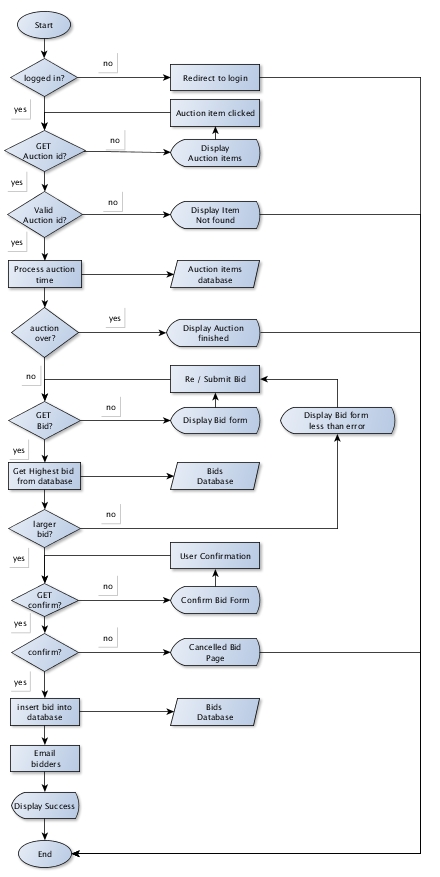 Start
logged in?
no
Redirect to login
yes
Auction item clicked
GET
Auction id?
no
Display
Auction items
yes
Valid
Auction id?
no
Display Item
Not found
yes
Process auction
time
Auction items
database
auction
over?
yes
Display Auction
finished
no
Re / Submit Bid
GET
Bid?
no
Display Bid form
Display Bid form
less than error
yes
Get Highest bid
from database
Bids
Database
larger
bid?
no
yes
User Confirmation
GET
confirm?
no
Confirm Bid Form
yes
confirm?
no
Cancelled Bid
Page
yes
insert bid into
database
Bids
Database
Email
bidders
Display Success
End